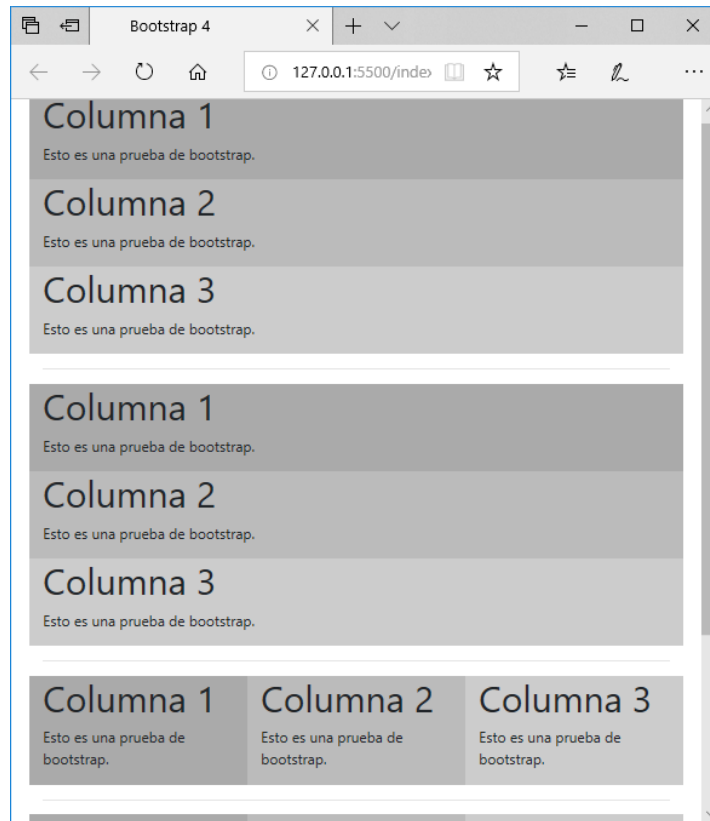 Bootstrap 4
127.0.0.1:5500/index
Columna 1
Esto es una prueba de bootstrap.
Columna 2
Esto es una prueba de bootstrap.
Columna 3
Esto es una prueba de bootstrap.
Columna 1
Esto es una prueba de bootstrap.
Columna 2
Esto es una prueba de bootstrap.
Columna 3
Esto es una prueba de bootstrap.
Columna 1
Esto es una prueba de
bootstrap.
Columna 2
Esto es una prueba de
bootstrap.
Columna 3
Esto es una prueba de
bootstrap.